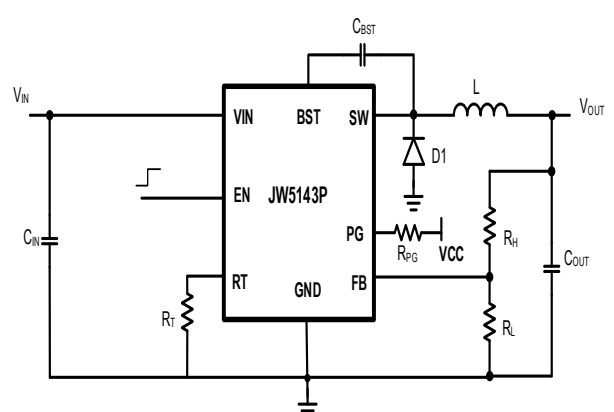 CBST
VIN
L
VOUT
VIN
BST
SW
D1
EN
JW5143P
CIN
PG
RPG
VCC
RH
COUT
RT
RT
GND
FB
RL